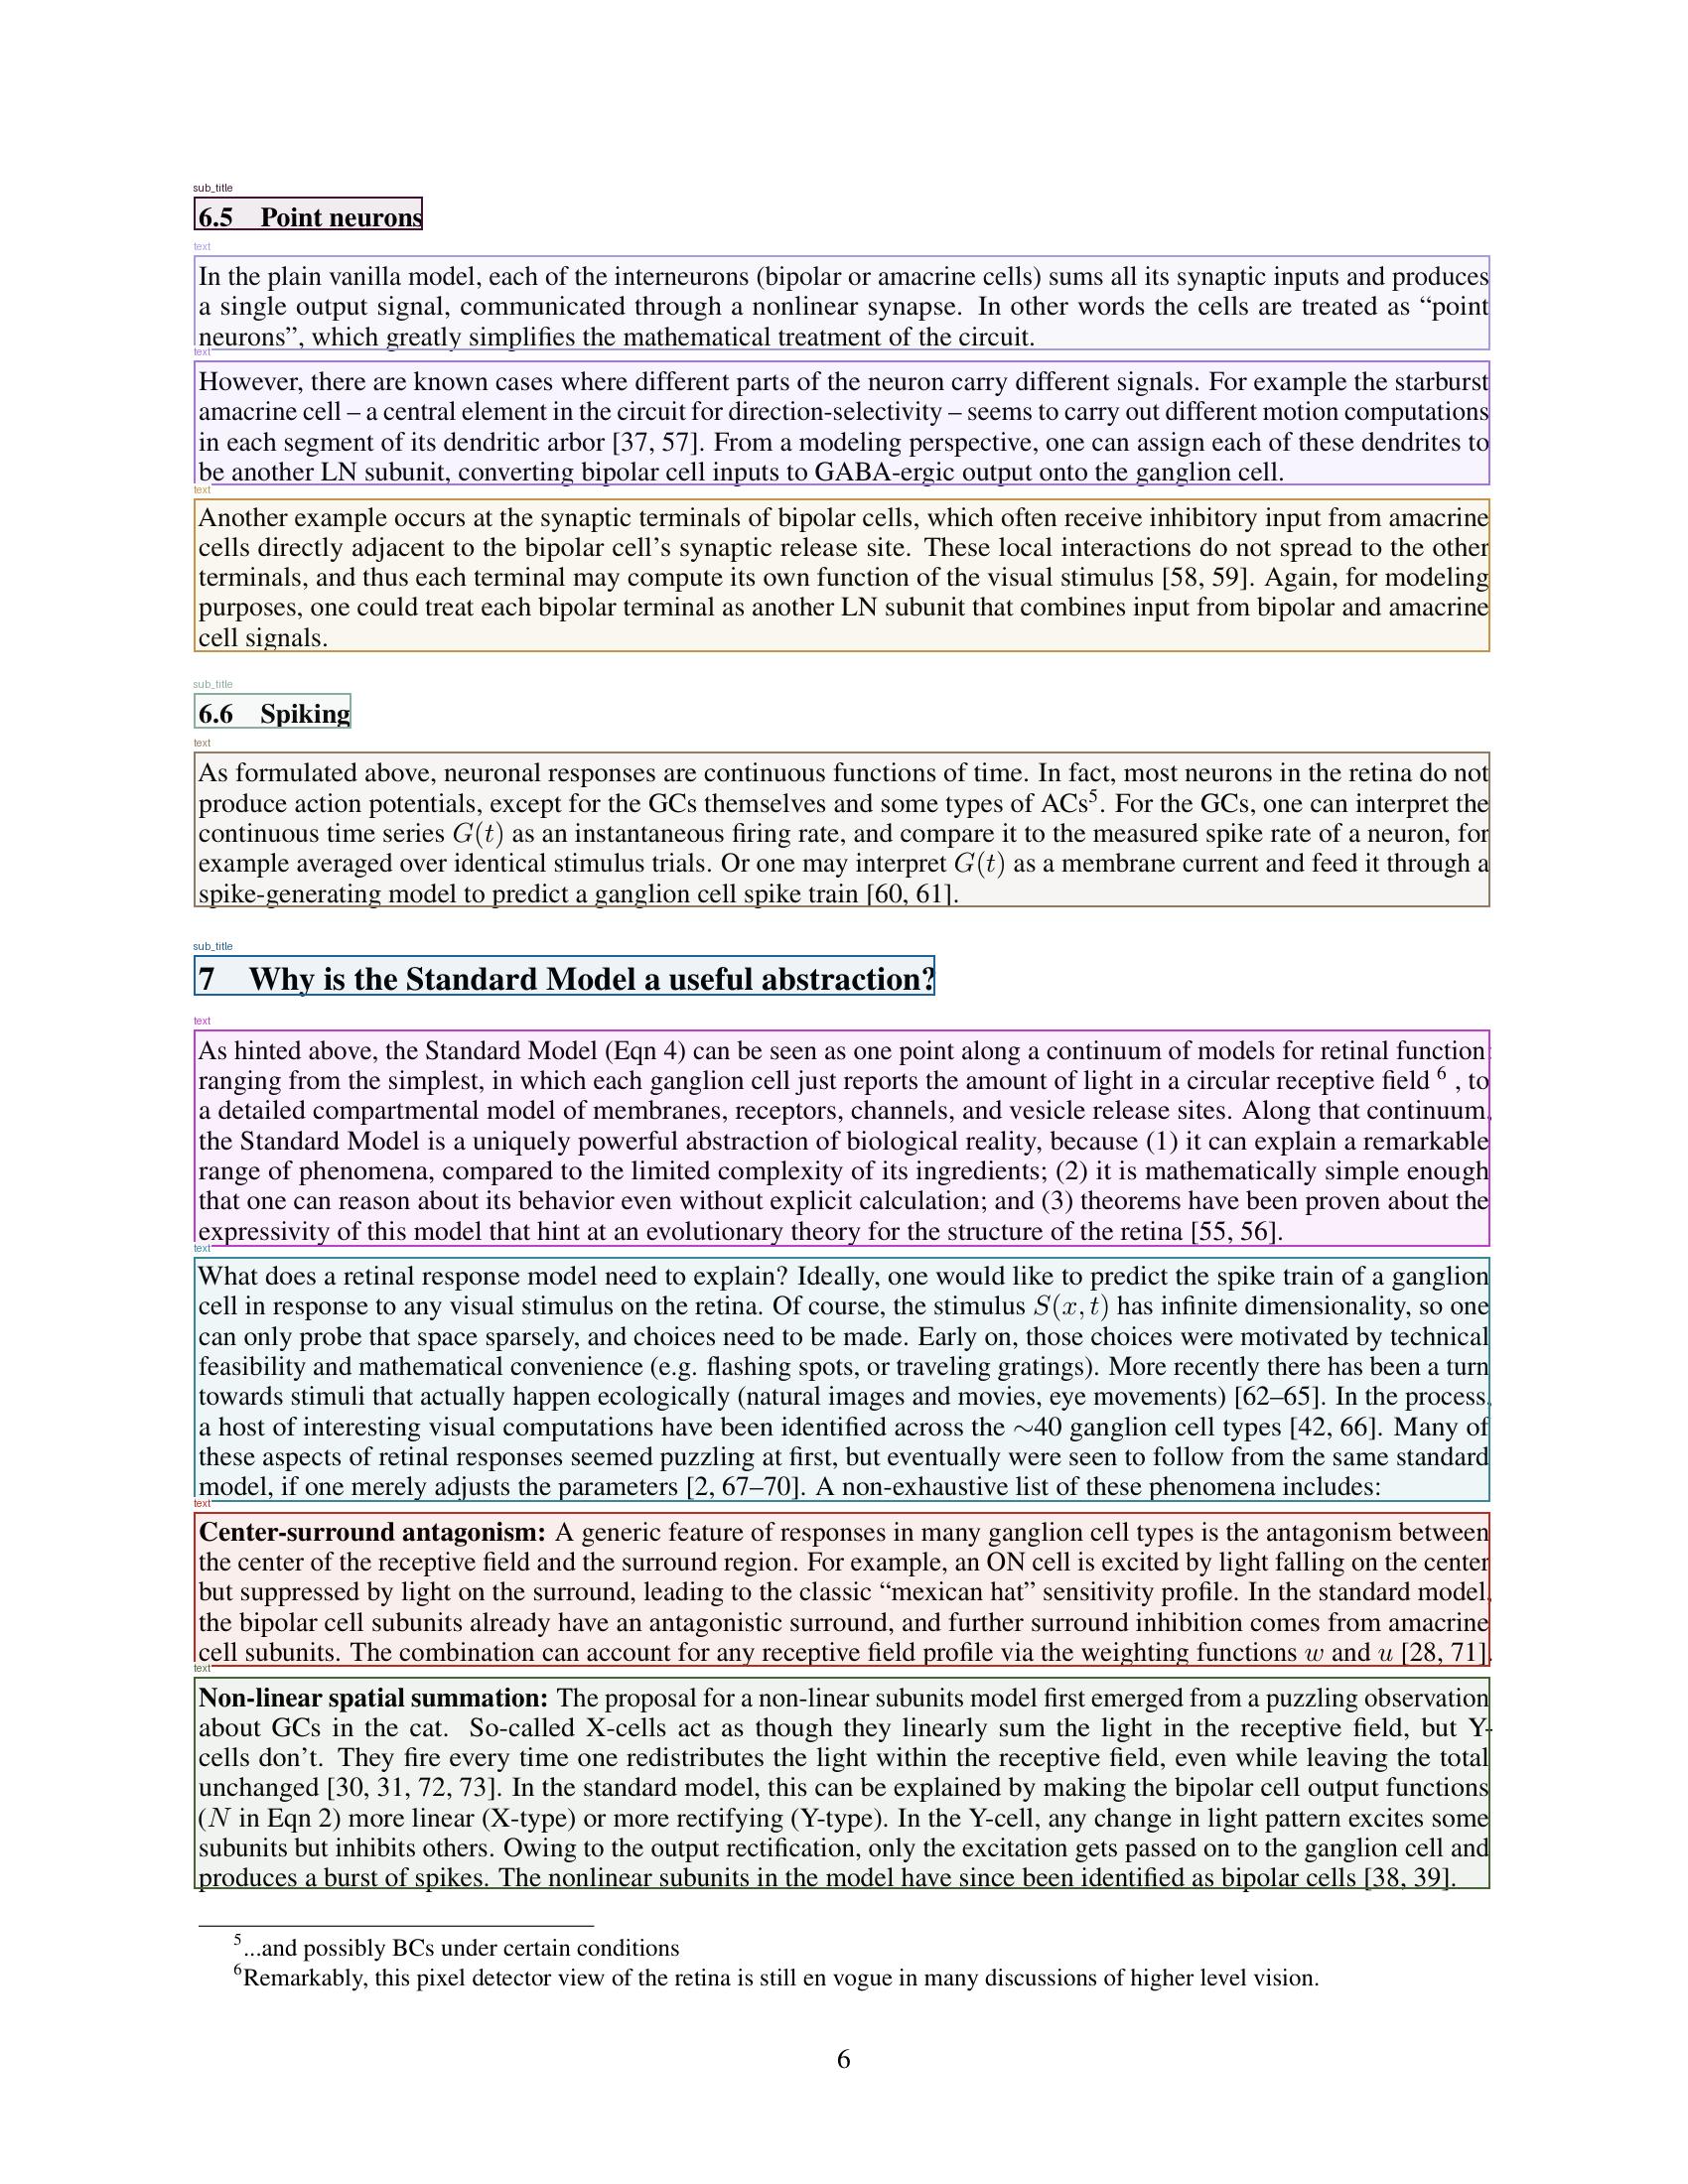 sub_title
6.5 Point neurons
text
In the plain vanilla model, each of the interneurons (bipolar or amacrine cells) sums all its synaptic inputs and produces
a single output signal, communicated through a nonlinear synapse. In other words the cells are treated as “point
neurons”, which greatly simplifies the mathematical treatment of the circuit.
text
However, there are known cases where different parts of the neuron carry different signals. For example the starburst
amacrine cell – a central element in the circuit for direction-selectivity – seems to carry out different motion computations
in each segment of its dendritic arbor [37, 57]. From a modeling perspective, one can assign each of these dendrites to
be another LN subunit, converting bipolar cell inputs to GABA-ergic output onto the ganglion cell.
text
Another example occurs at the synaptic terminals of bipolar cells, which often receive inhibitory input from amacrine
cells directly adjacent to the bipolar cell’s synaptic release site. These local interactions do not spread to the other
terminals, and thus each terminal may compute its own function of the visual stimulus [58, 59]. Again, for modeling
purposes, one could treat each bipolar terminal as another LN subunit that combines input from bipolar and amacrine
cell signals.
sub_title
6.6 Spiking
text
As formulated above, neuronal responses are continuous functions of time. In fact, most neurons in the retina do not
produce action potentials, except for the GCs themselves and some types of ACs⁵. For the GCs, one can interpret the
continuous time series G(t) as an instantaneous firing rate, and compare it to the measured spike rate of a neuron, for
example averaged over identical stimulus trials. Or one may interpret G(t) as a membrane current and feed it through a
spike-generating model to predict a ganglion cell spike train [60, 61].
sub_title
7 Why is the Standard Model a useful abstraction?
text
As hinted above, the Standard Model (Eqn 4) can be seen as one point along a continuum of models for retinal function:
ranging from the simplest, in which each ganglion cell just reports the amount of light in a circular receptive field ⁶ , to
a detailed compartmental model of membranes, receptors, channels, and vesicle release sites. Along that continuum,
the Standard Model is a uniquely powerful abstraction of biological reality, because (1) it can explain a remarkable
range of phenomena, compared to the limited complexity of its ingredients; (2) it is mathematically simple enough
that one can reason about its behavior even without explicit calculation; and (3) theorems have been proven about the
expressivity of this model that hint at an evolutionary theory for the structure of the retina [55, 56].
text
What does a retinal response model need to explain? Ideally, one would like to predict the spike train of a ganglion
cell in response to any visual stimulus on the retina. Of course, the stimulus S(x, t) has infinite dimensionality, so one
can only probe that space sparsely, and choices need to be made. Early on, those choices were motivated by technical
feasibility and mathematical convenience (e.g. flashing spots, or traveling gratings). More recently there has been a turn
towards stimuli that actually happen ecologically (natural images and movies, eye movements) [62–65]. In the process,
a host of interesting visual computations have been identified across the ∼40 ganglion cell types [42, 66]. Many of
these aspects of retinal responses seemed puzzling at first, but eventually were seen to follow from the same standard
model, if one merely adjusts the parameters [2, 67–70]. A non-exhaustive list of these phenomena includes:
text
Center-surround antagonism: A generic feature of responses in many ganglion cell types is the antagonism between
the center of the receptive field and the surround region. For example, an ON cell is excited by light falling on the center
but suppressed by light on the surround, leading to the classic “mexican hat” sensitivity profile. In the standard model,
the bipolar cell subunits already have an antagonistic surround, and further surround inhibition comes from amacrine
cell subunits. The combination can account for any receptive field profile via the weighting functions w and u [28, 71].
text
Non-linear spatial summation: The proposal for a non-linear subunits model first emerged from a puzzling observation
about GCs in the cat. So-called X-cells act as though they linearly sum the light in the receptive field, but Y-
cells don’t. They fire every time one redistributes the light within the receptive field, even while leaving the total
unchanged [30, 31, 72, 73]. In the standard model, this can be explained by making the bipolar cell output functions
(N in Eqn 2) more linear (X-type) or more rectifying (Y-type). In the Y-cell, any change in light pattern excites some
subunits but inhibits others. Owing to the output rectification, only the excitation gets passed on to the ganglion cell and
produces a burst of spikes. The nonlinear subunits in the model have since been identified as bipolar cells [38, 39].
⁵...and possibly BCs under certain conditions
⁶Remarkably, this pixel detector view of the retina is still en vogue in many discussions of higher level vision.
6